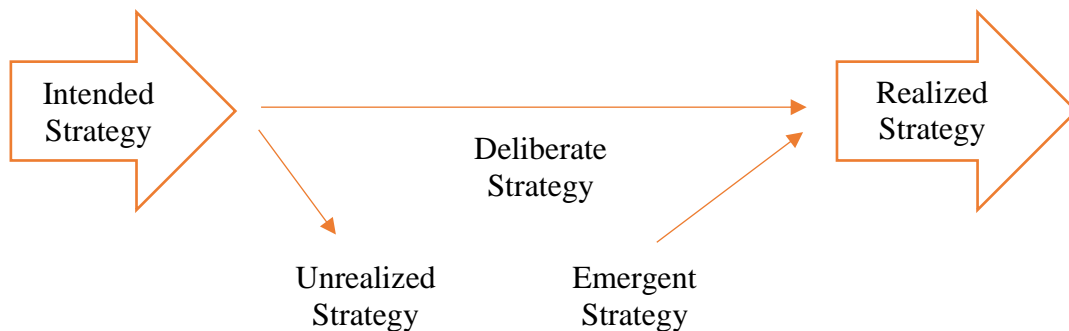 Intended
Strategy
Realized
Strategy
Deliberate
Strategy
Unrealized
Strategy
Emergent
Strategy